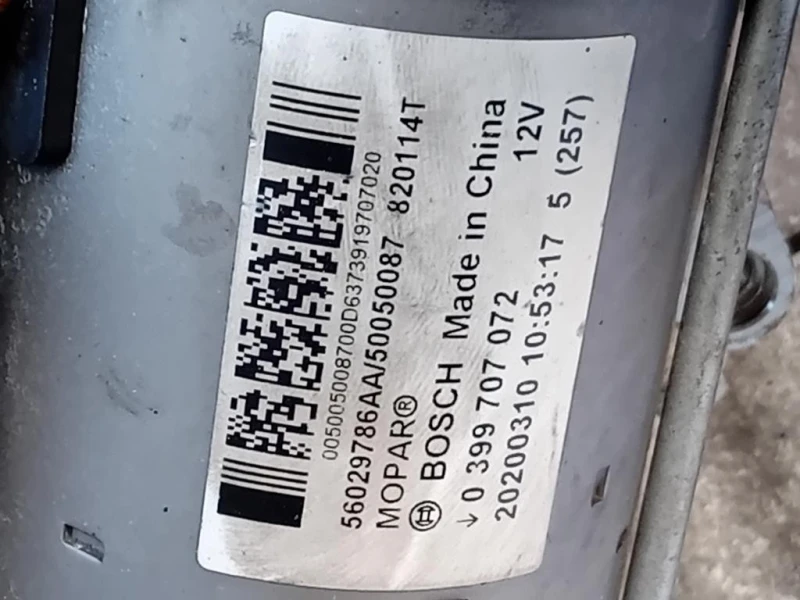 005005008700D6373919707020
56029786AA/50050087 820114T
MOPAR®
BOSCH Made in China
↓ 0 399 707 072 12V
20200310 10:53:17 5 (257)